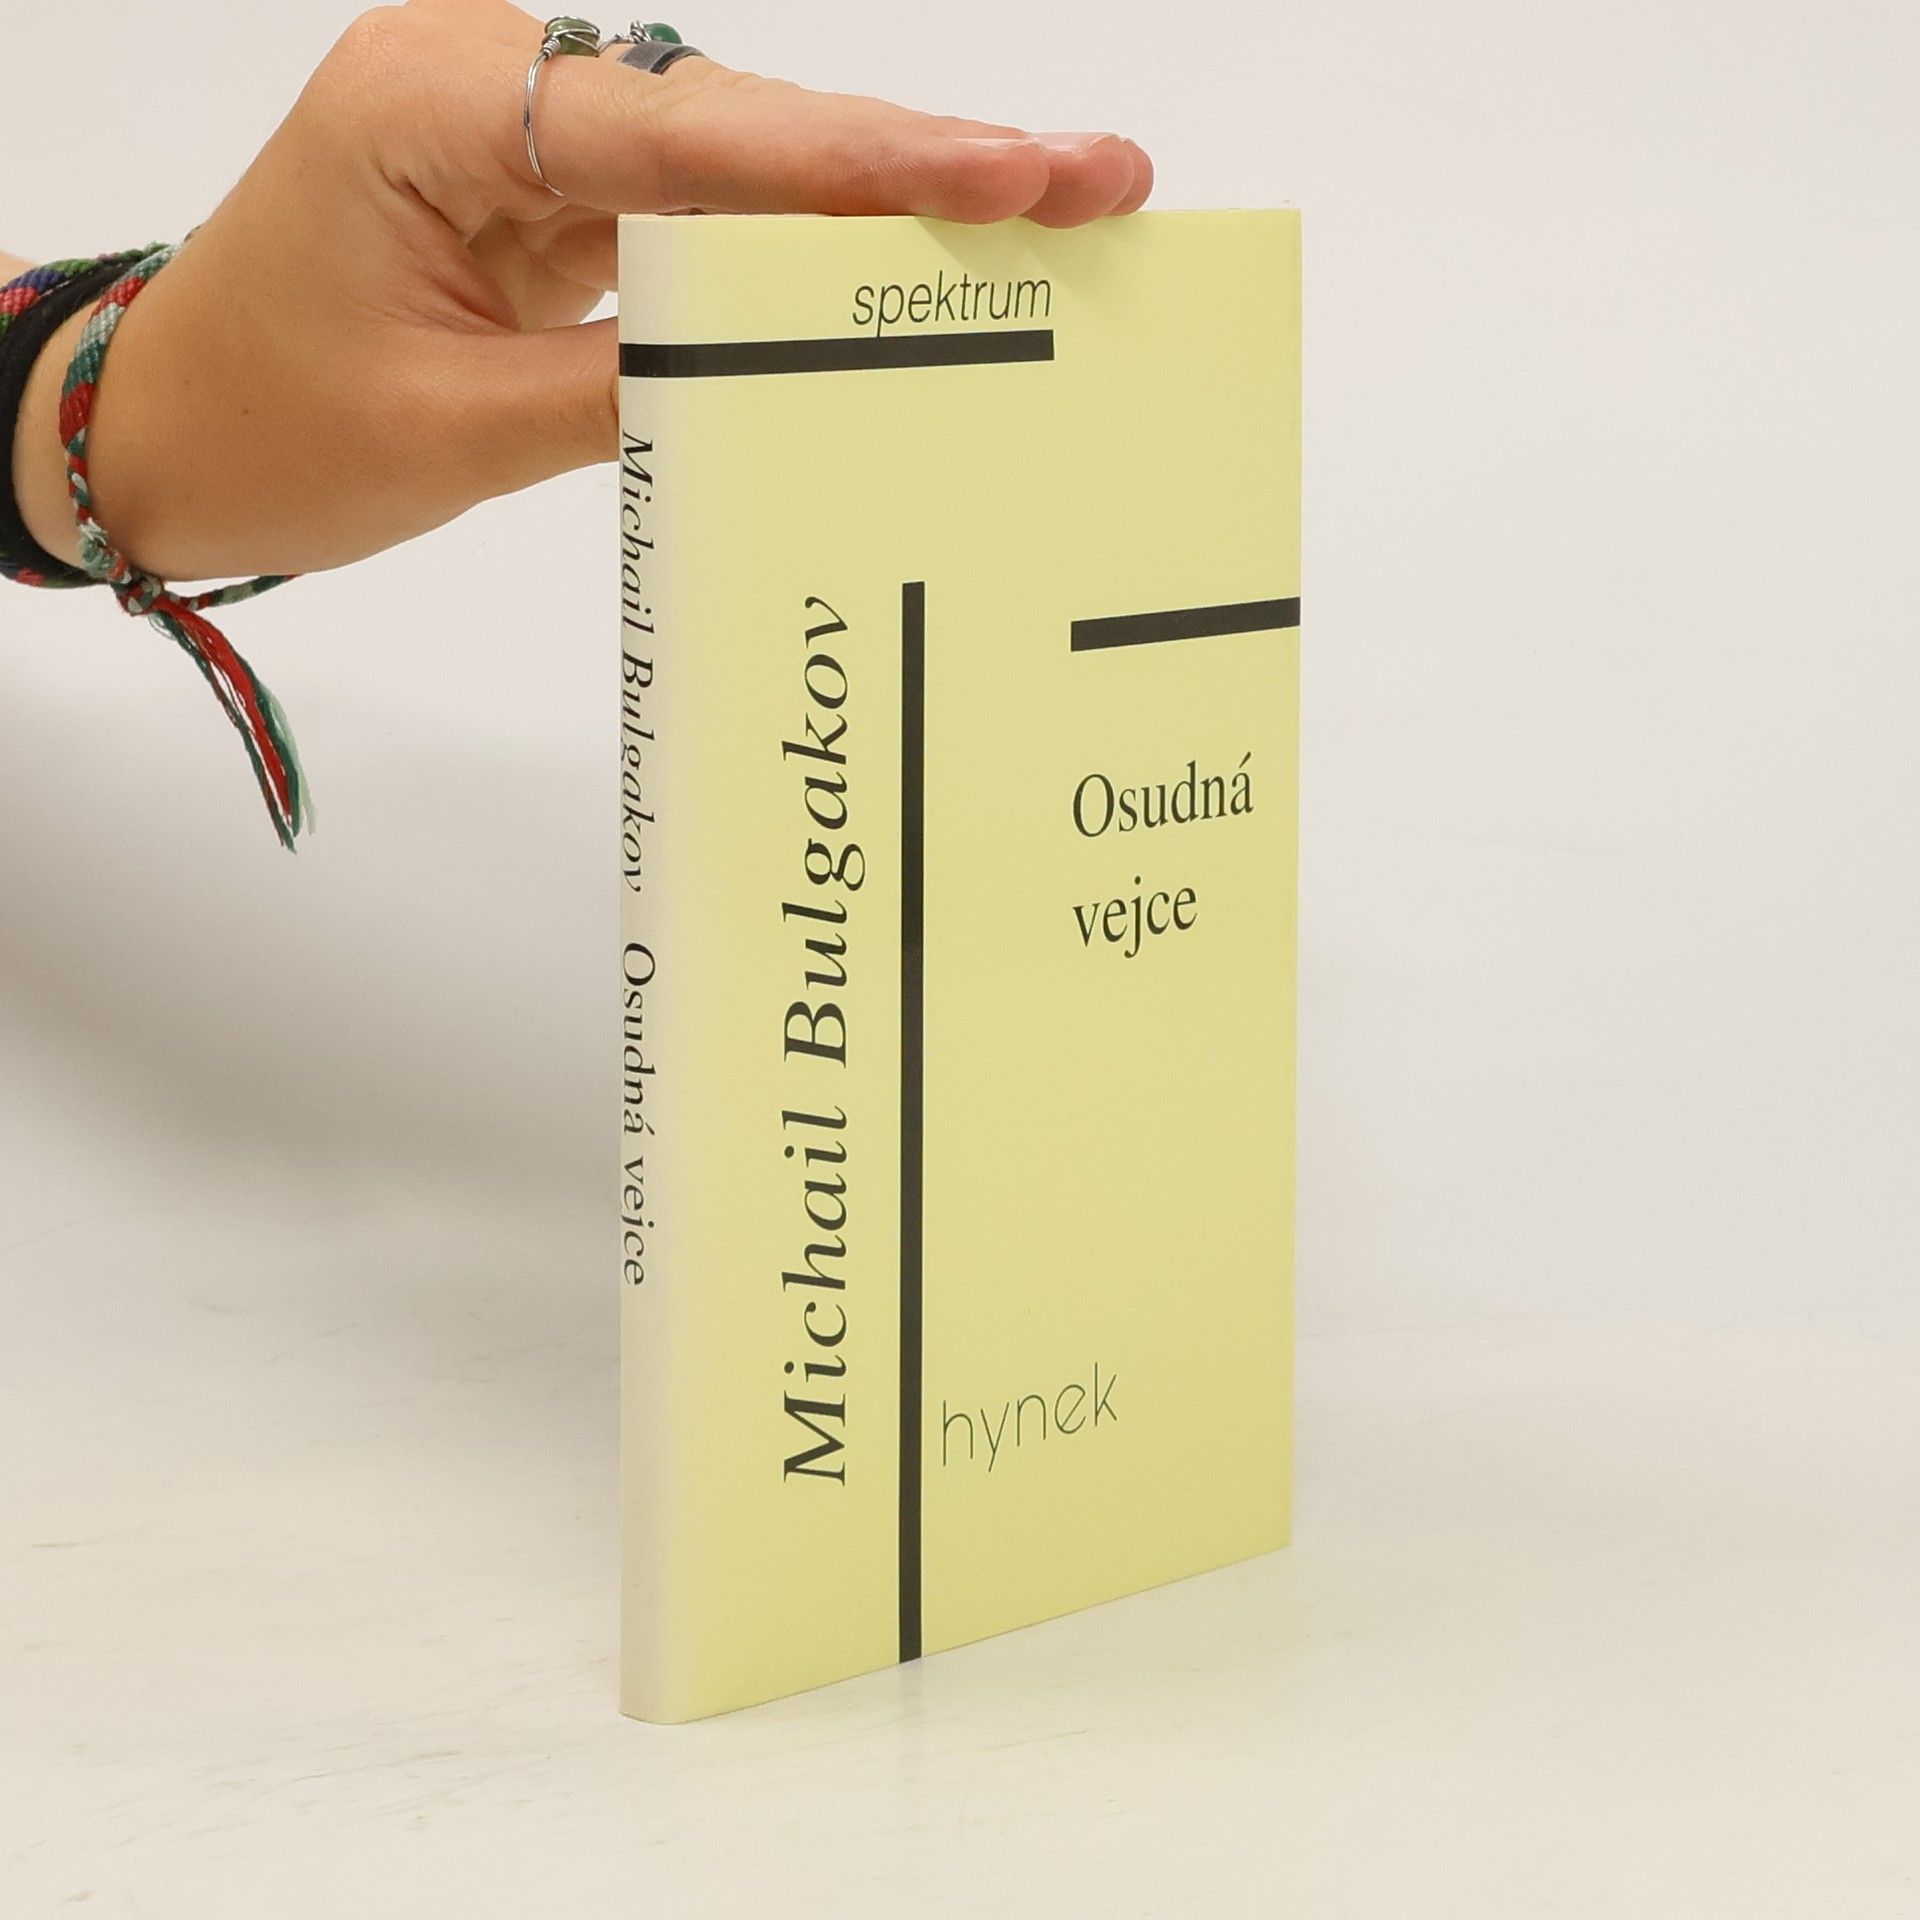 spektrum
Michail Bulgakov
Osudná
vejce
hynek
Michail Bulgakov Osudná vejce